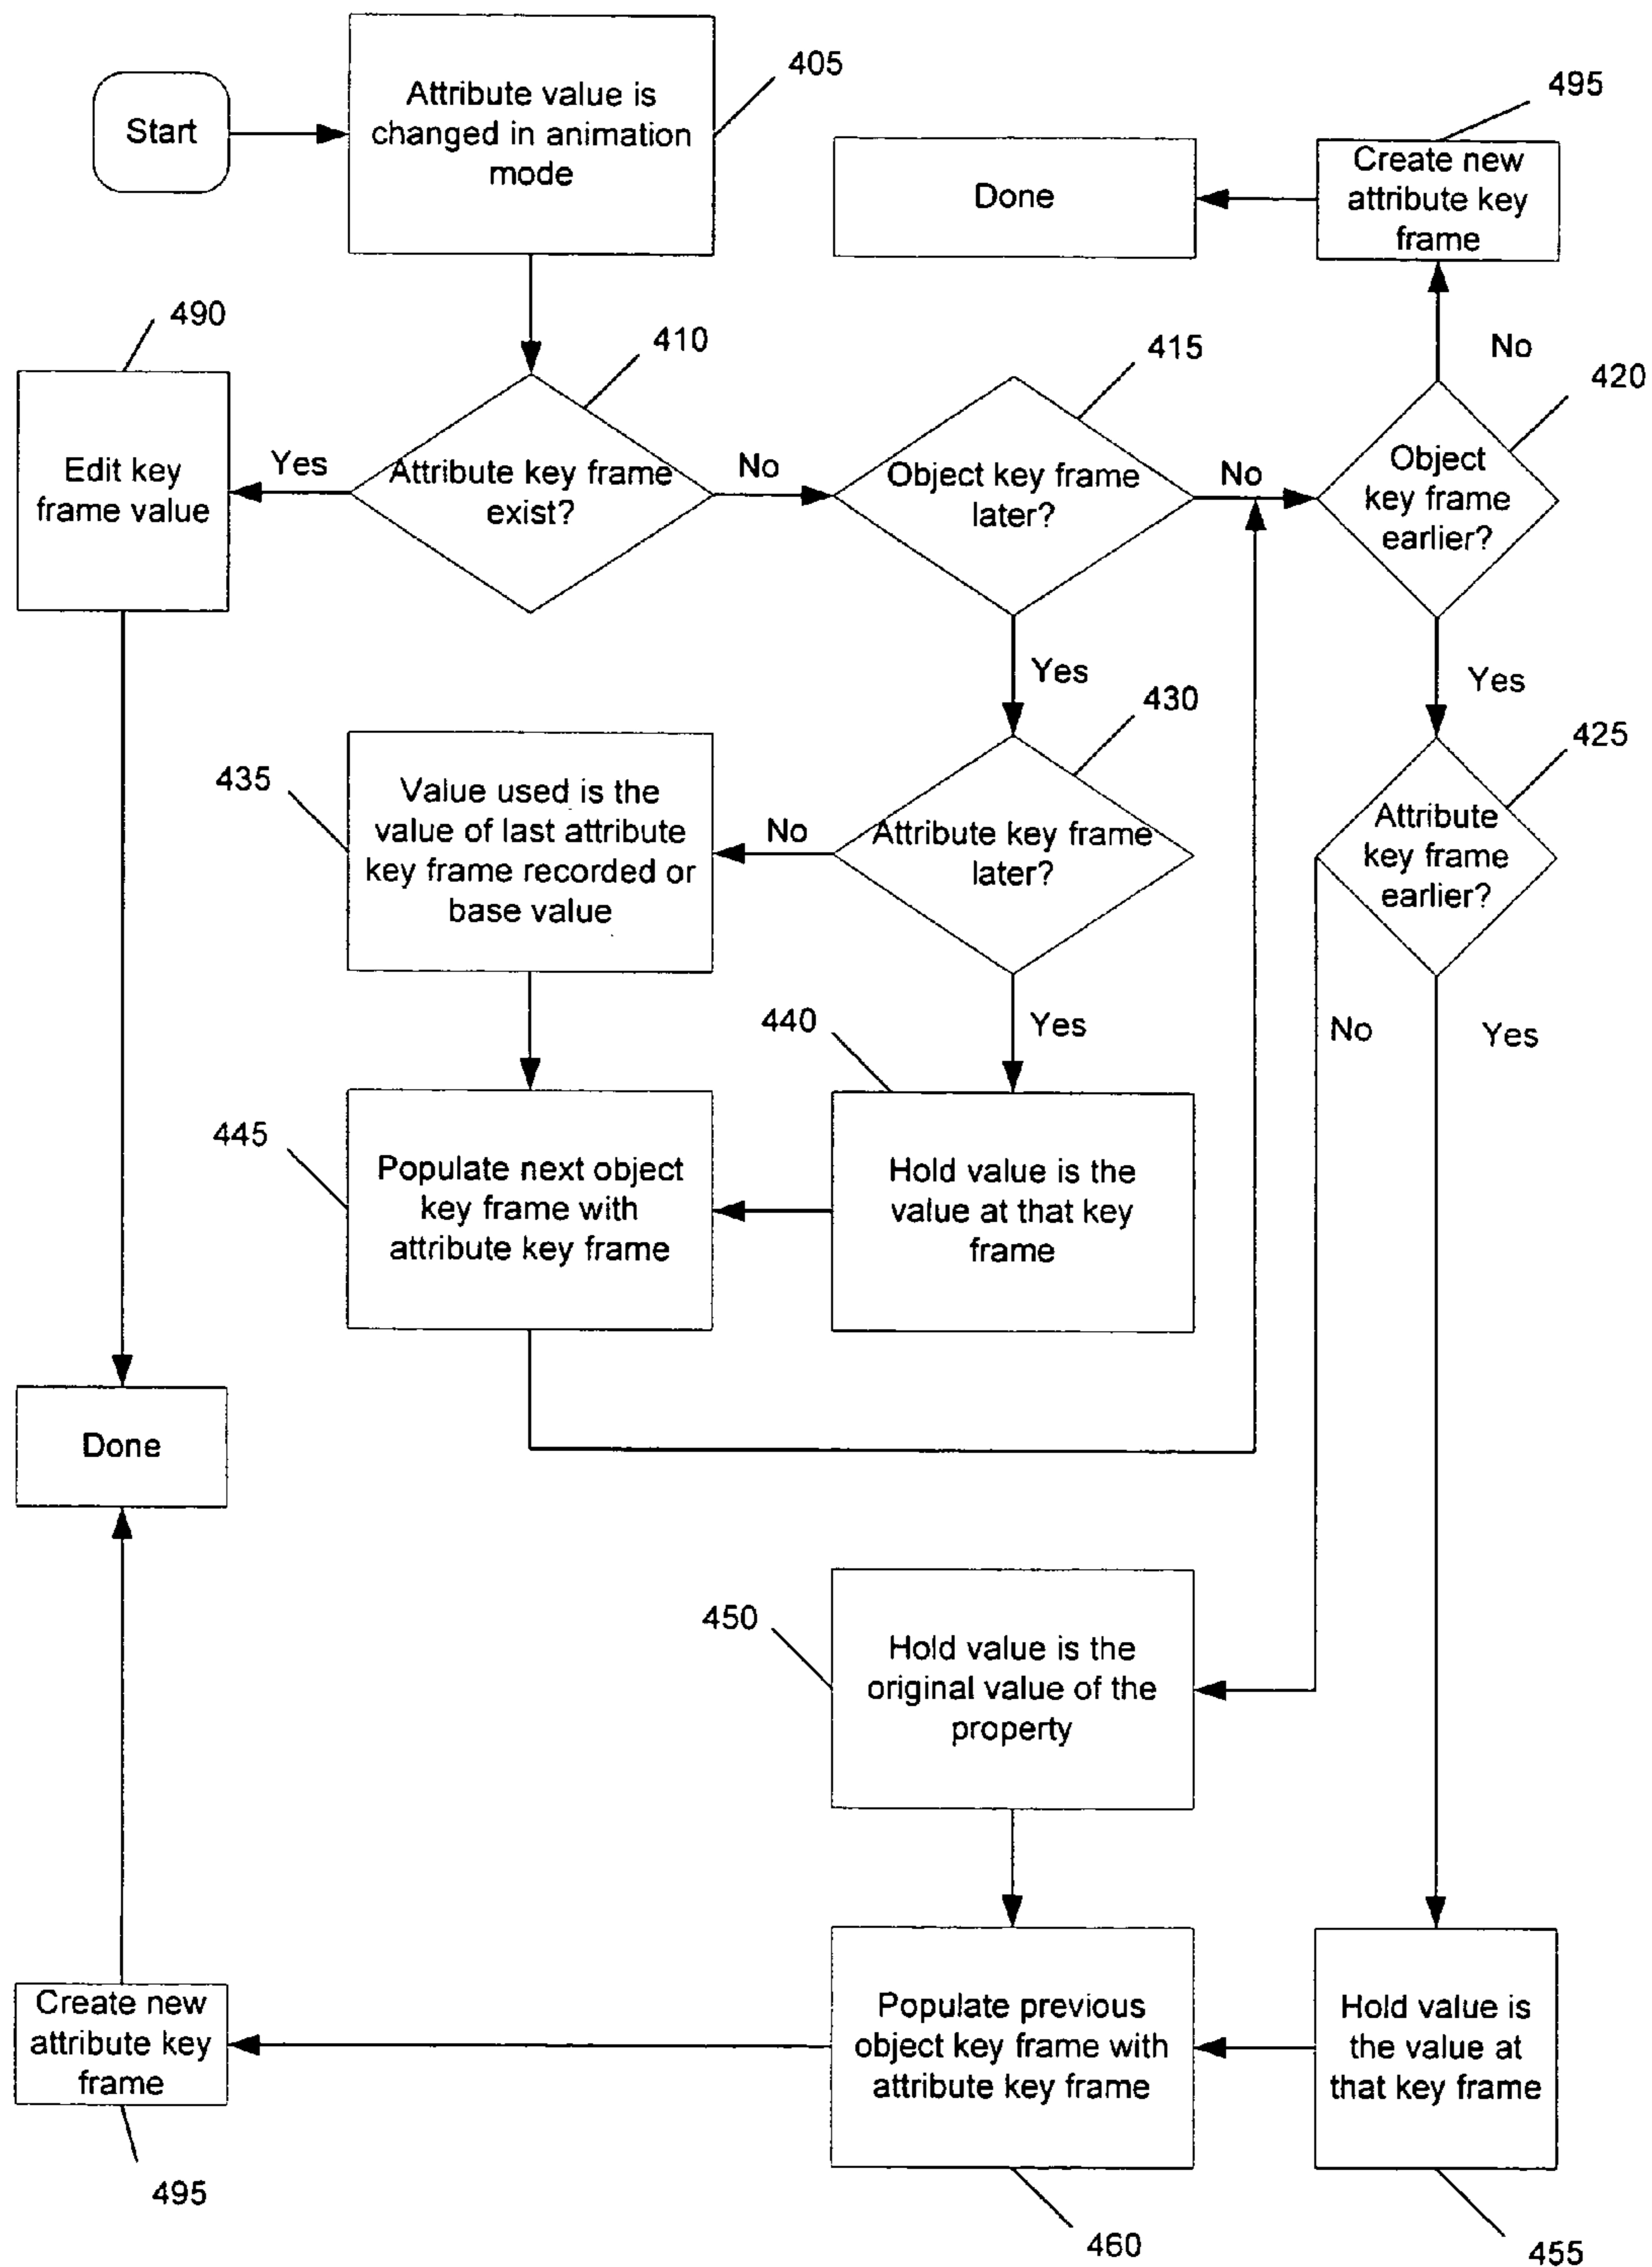 405
Attribute value is
changed in animation
mode
Start
495
Create new
attribute key
frame
Done
490
410
415
No
420
Edit key
frame value
Yes
Attribute key frame
exist?
No
Object key frame
later?
No
Object
key frame
earlier?
Yes
430
Yes
425
435
Value used is the
value of last attribute
key frame recorded or
base value
No
Attribute key frame
later?
Attribute
key frame
earlier?
440
Yes
No
Yes
445
Populate next object
key frame with
attribute key frame
Hold value is the
value at that key
frame
Done
450
Hold value is the
original value of the
property
Create new
attribute key
frame
Populate previous
object key frame with
attribute key frame
Hold value is
the value at
that key frame
495
460
455